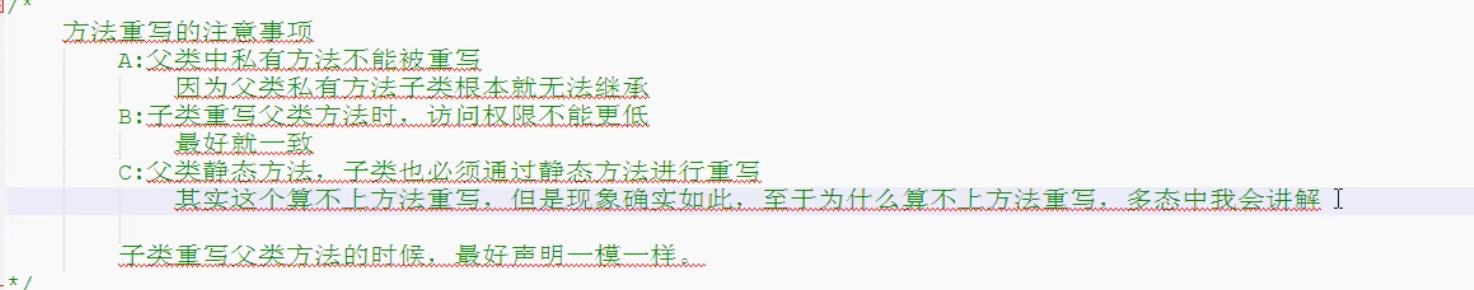 /*
方法重写的注意事项
A:父类中私有方法不能被重写
因为父类私有方法子类根本就无法继承
B:子类重写父类方法时，访问权限不能更低
最好就一致
C:父类静态方法，子类也必须通过静态方法进行重写
其实这个算不上方法重写，但是现象确实如此，至于为什么算不上方法重写，多态中我会讲解
子类重写父类方法的时候，最好声明一模一样。
*/